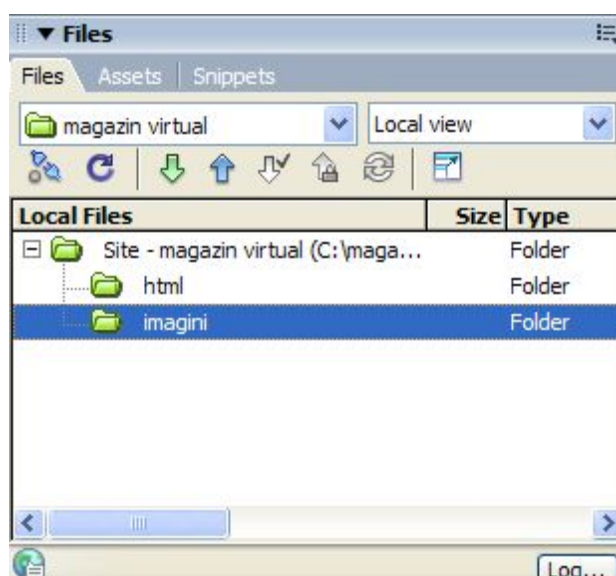 Files
Files Assets Snippets
magazin virtual Local view
Local Files Size Type
Site - magazin virtual (C:\maga... Folder
html Folder
imagini Folder
Log...